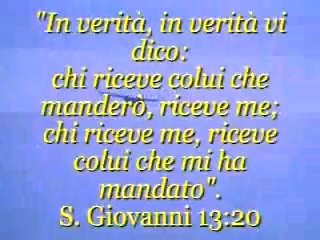 "In verità, in verità vi
dico:
chi riceve colui che
manderò, riceve me;
chi riceve me, riceve
colui che mi ha
mandato".
S. Giovanni 13:20